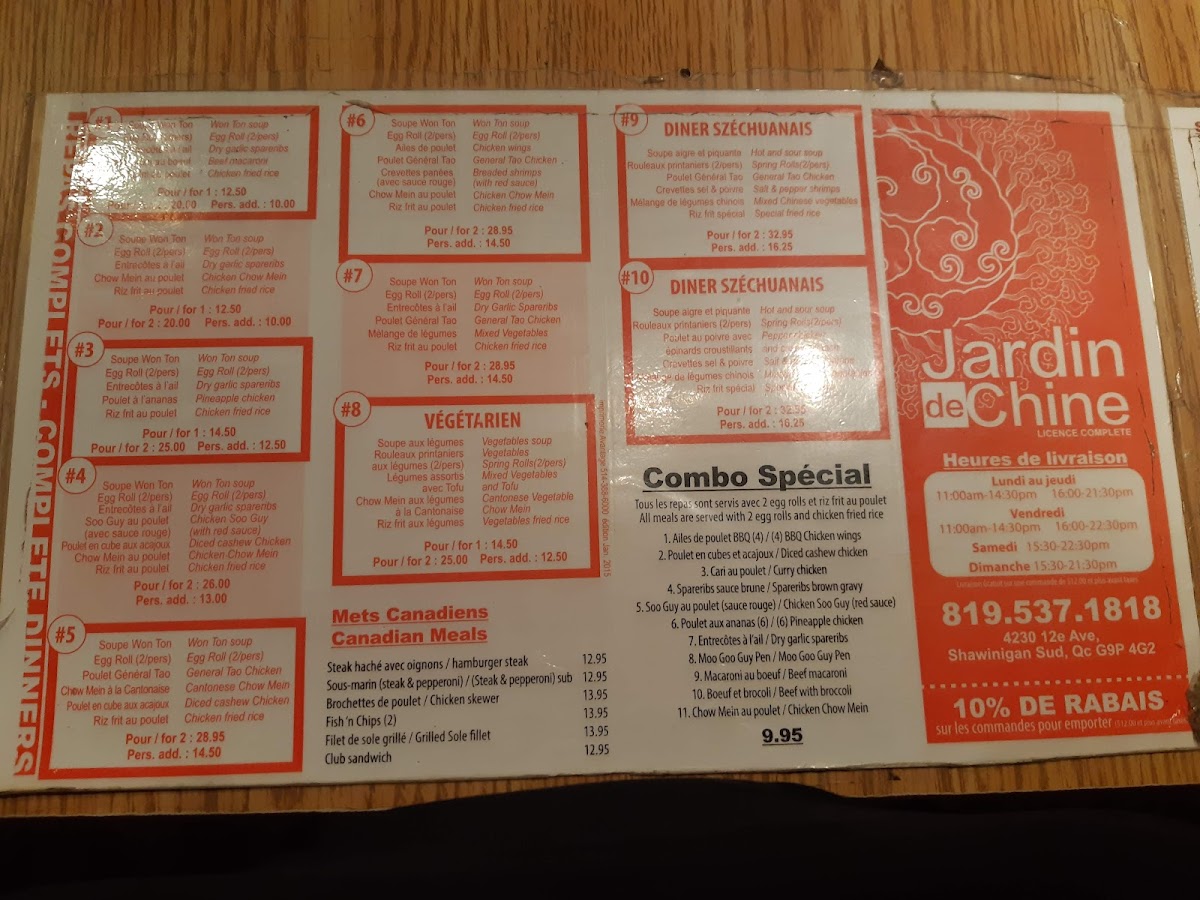 COMPLETS - COMPLETE DINNERS
#1
Won Ton Won Ton soup
Egg Roll (2/pers)
Dry garlic spareribs
au boeuf Beef macaroni
Chicken fried rice
Pour / for 1 : 12.50
20.00 Pers. add. : 10.00
#2
Soupe Won Ton Won Ton soup
Egg Roll (2/pers) Egg Roll (2/pers)
Entrecôtes à l'ail Dry garlic spareribs
Chow Mein au poulet Chicken Chow Mein
Riz frit au poulet Chicken fried rice
Pour / for 1 : 12.50
Pour / for 2 : 20.00 Pers. add. : 10.00
#3
Soupe Won Ton Won Ton soup
Egg Roll (2/pers) Egg Roll (2/pers)
Entrecôtes à l'ail Dry garlic spareribs
Poulet à l'ananas Pineapple chicken
Riz frit au poulet Chicken fried rice
Pour / for 1 : 14.50
Pour / for 2 : 25.00 Pers. add. : 12.50
#4
Soupe Won Ton Won Ton soup
Egg Roll (2/pers) Egg Roll (2/pers)
Entrecôtes à l'ail Dry garlic spareribs
Soo Guy au poulet Chicken Soo Guy
(avec sauce rouge) (with red sauce)
Poulet en cube aux acajoux Diced cashew chicken
Chow Mein au poulet Chicken Chow Mein
Riz frit au poulet Chicken fried rice
Pour / for 2 : 26.00
Pers. add. : 13.00
#5
Soupe Won Ton Won Ton soup
Egg Roll (2/pers) Egg Roll (2/pers)
Poulet Général Tao General Tao Chicken
Chow Mein à la Cantonaise Cantonese Chow Mein
Poulet en cube aux acajoux Diced cashew Chicken
Riz frit au poulet Chicken fried rice
Pour / for 2 : 28.95
Pers. add. : 14.50
#6
Soupe Won Ton Won Ton soup
Egg Roll (2/pers) Egg Roll (2/pers)
Ailes de poulet Chicken wings
Poulet Général Tao General Tao Chicken
Crevettes panées Breaded shrimps
(avec sauce rouge) (with red sauce)
Chow Mein au poulet Chicken Chow Mein
Riz frit au poulet Chicken fried rice
Pour / for 2 : 28.95
Pers. add. : 14.50
#7
Soupe Won Ton Won Ton soup
Egg Roll (2/pers) Egg Roll (2/pers)
Entrecôtes à l'ail Dry Garlic Spareribs
Poulet Général Tao General Tao Chicken
Mélange de légumes Mixed Vegetables
Riz frit au poulet Chicken fried rice
Pour / for 2 : 28.95
Pers. add. : 14.50
#8
VÉGÉTARIEN
Soupe aux légumes Vegetables soup
Rouleaux printaniers Vegetables
aux légumes (2/pers) Spring Rolls(2/pers)
Légumes assortis Mixed Vegetables
avec Tofu and Tofu
Chow Mein aux légumes Cantonese Vegetable
à la Cantonaise Chow Mein
Riz frit aux légumes Vegetables fried rice
Pour / for 1 : 14.50
Pour / for 2 : 25.00 Pers. add. : 12.50
Édition Jan. 2015
Mets Canadiens
Canadian Meals
Steak haché avec oignons / hamburger steak 12.95
Sous-marin (steak & pepperoni) / (Steak & pepperoni) sub 12.95
Brochettes de poulet / Chicken skewer 13.95
Fish 'n Chips (2) 13.95
Filet de sole grillé / Grilled Sole fillet 13.95
Club sandwich 12.95
#9
DINER SZÉCHUANAIS
Soupe aigre et piquante Hot and sour soup
Rouleaux printaniers (2/pers) Spring Rolls(2/pers)
Poulet Général Tao General Tao Chicken
Crevettes sel & poivre Salt & pepper shrimps
Mélange de légumes chinois Mixed Chinese vegetables
Riz frit spécial Special fried rice
Pour / for 2 : 32.95
Pers. add. : 16.25
#10
DINER SZÉCHUANAIS
Soupe aigre et piquante Hot and sour soup
Rouleaux printaniers (2/pers) Spring Rolls(2/pers)
Poulet au poivre avec Pepper
épinards croustillants
Crevettes sel & poivre Salt &
Mélange de légumes chinois
Riz frit spécial
Pour / for 2 : 32.95
Pers. add. : 16.25
Combo Spécial
Tous les repas sont servis avec 2 egg rolls et riz frit au poulet
All meals are served with 2 egg rolls and chicken fried rice
1. Ailes de poulet BBQ (4) / (4) BBQ Chicken wings
2. Poulet en cubes et acajoux / Diced cashew chicken
3. Cari au poulet / Curry chicken
4. Spareribs sauce brune / Spareribs brown gravy
5. Soo Guy au poulet (sauce rouge) / Chicken Soo Guy (red sauce)
6. Poulet aux ananas (6) / (6) Pineapple chicken
7. Entrecôtes à l'ail / Dry garlic spareribs
8. Moo Goo Guy Pen / Moo Goo Guy Pen
9. Macaroni au boeuf / Beef macaroni
10. Boeuf et brocoli / Beef with broccoli
11. Chow Mein au poulet / Chicken Chow Mein
9.95
Jardin
de Chine
LICENCE COMPLETE
Heures de livraison
Lundi au jeudi
11:00am-14:30pm 16:00-21:30pm
Vendredi
11:00am-14:30pm 16:00-22:30pm
Samedi 15:30-22:30pm
Dimanche 15:30-21:30pm
Livraison Gratuit sur une commande de $12.00 et plus avant taxes
819.537.1818
4230 12e Ave,
Shawinigan Sud, Qc G9P 4G2
10% DE RABAIS
sur les commandes pour emporter ($12.00 et plus avant taxes)